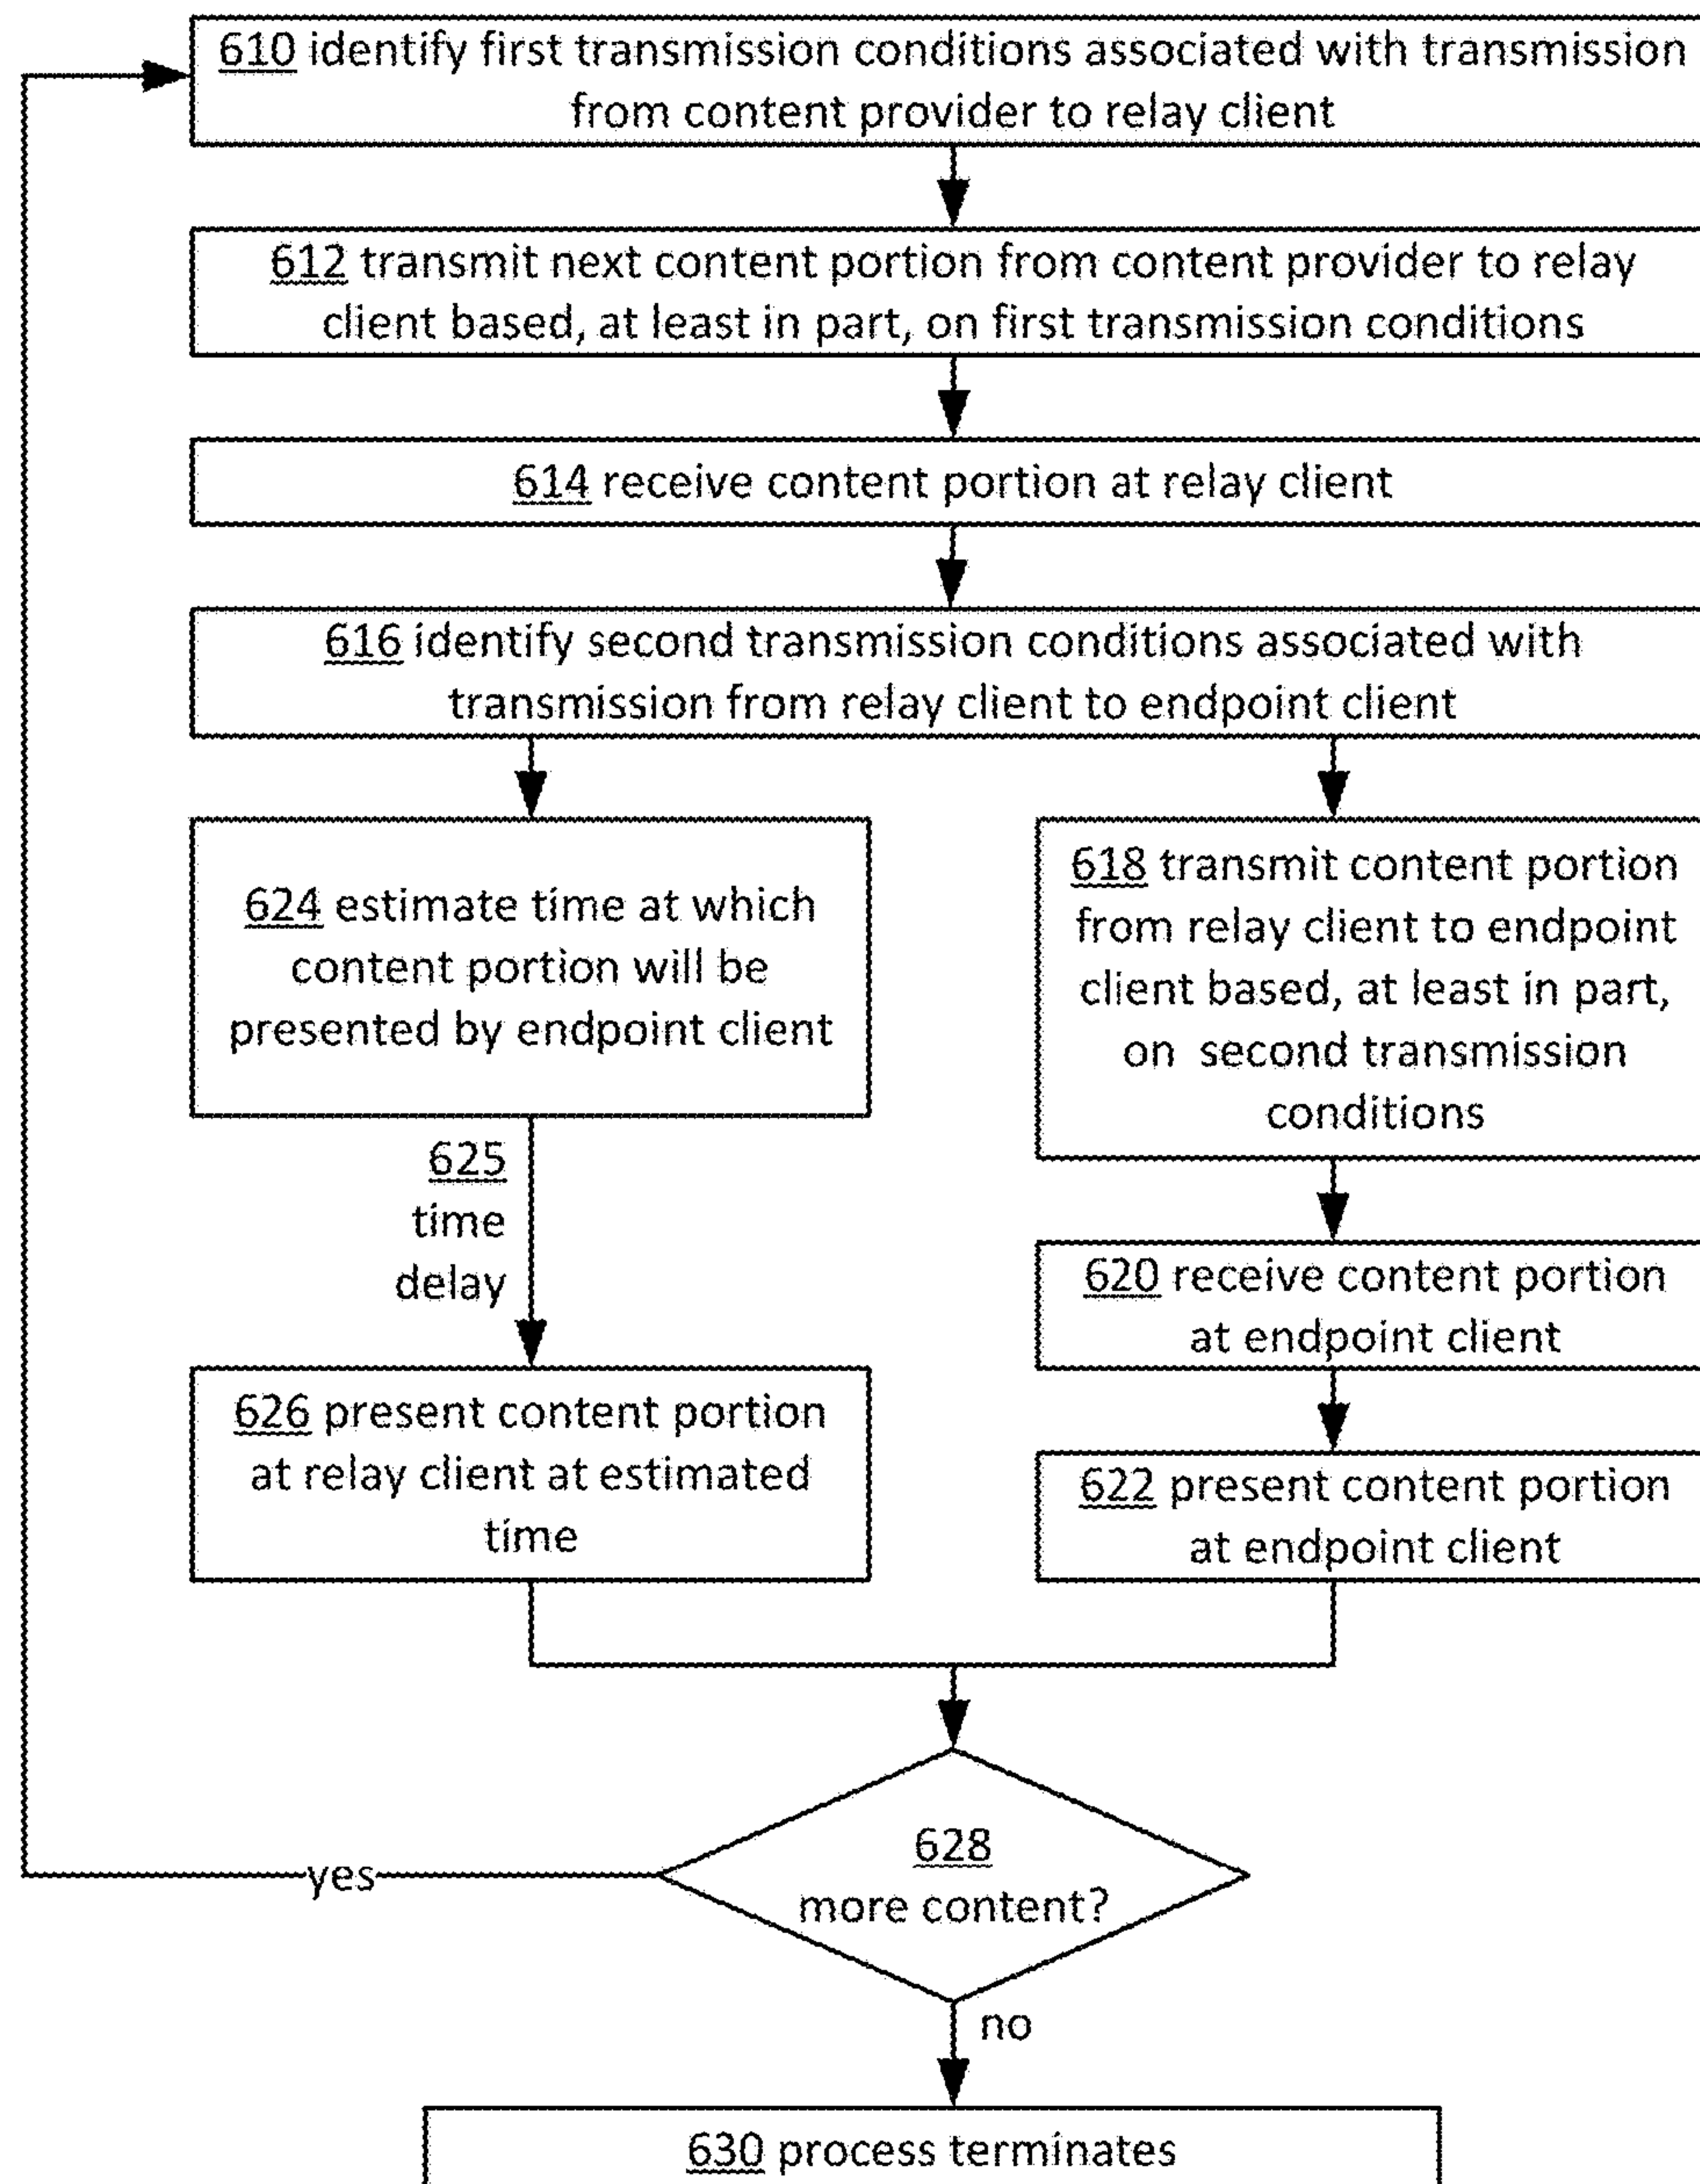 610 identify first transmission conditions associated with transmission
from content provider to relay client
612 transmit next content portion from content provider to relay
client based, at least in part, on first transmission conditions
614 receive content portion at relay client
616 identify second transmission conditions associated with
transmission from relay client to endpoint client
624 estimate time at which
content portion will be
presented by endpoint client
625
time
delay
626 present content portion
at relay client at estimated
time
618 transmit content portion
from relay client to endpoint
client based, at least in part,
on second transmission
conditions
620 receive content portion
at endpoint client
622 present content portion
at endpoint client
628
more content?
yes
no
630 process terminates